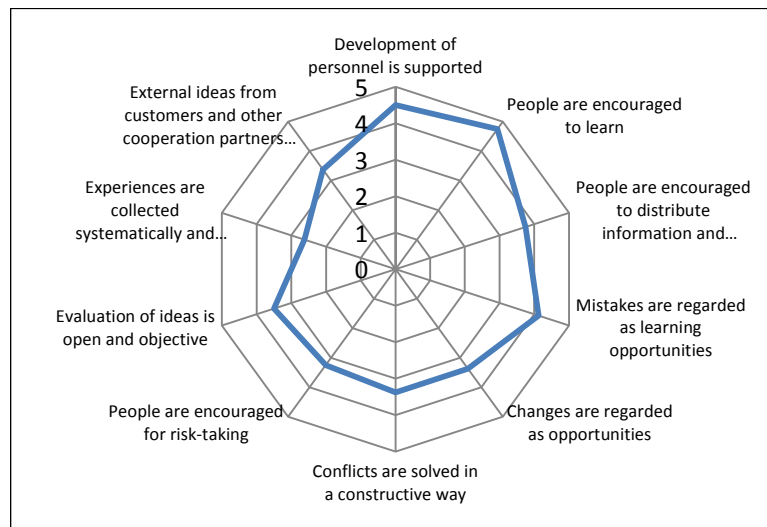 Development of
personnel is supported
People are encouraged
to learn
People are encouraged
to distribute
information and...
Mistakes are regarded
as learning
opportunities
Changes are regarded
as opportunities
Conflicts are solved in
a constructive way
People are encouraged
for risk-taking
Evaluation of ideas is
open and objective
Experiences are
collected
systematically and...
External ideas from
customers and other
cooperation partners...
5
4
3
2
1
0